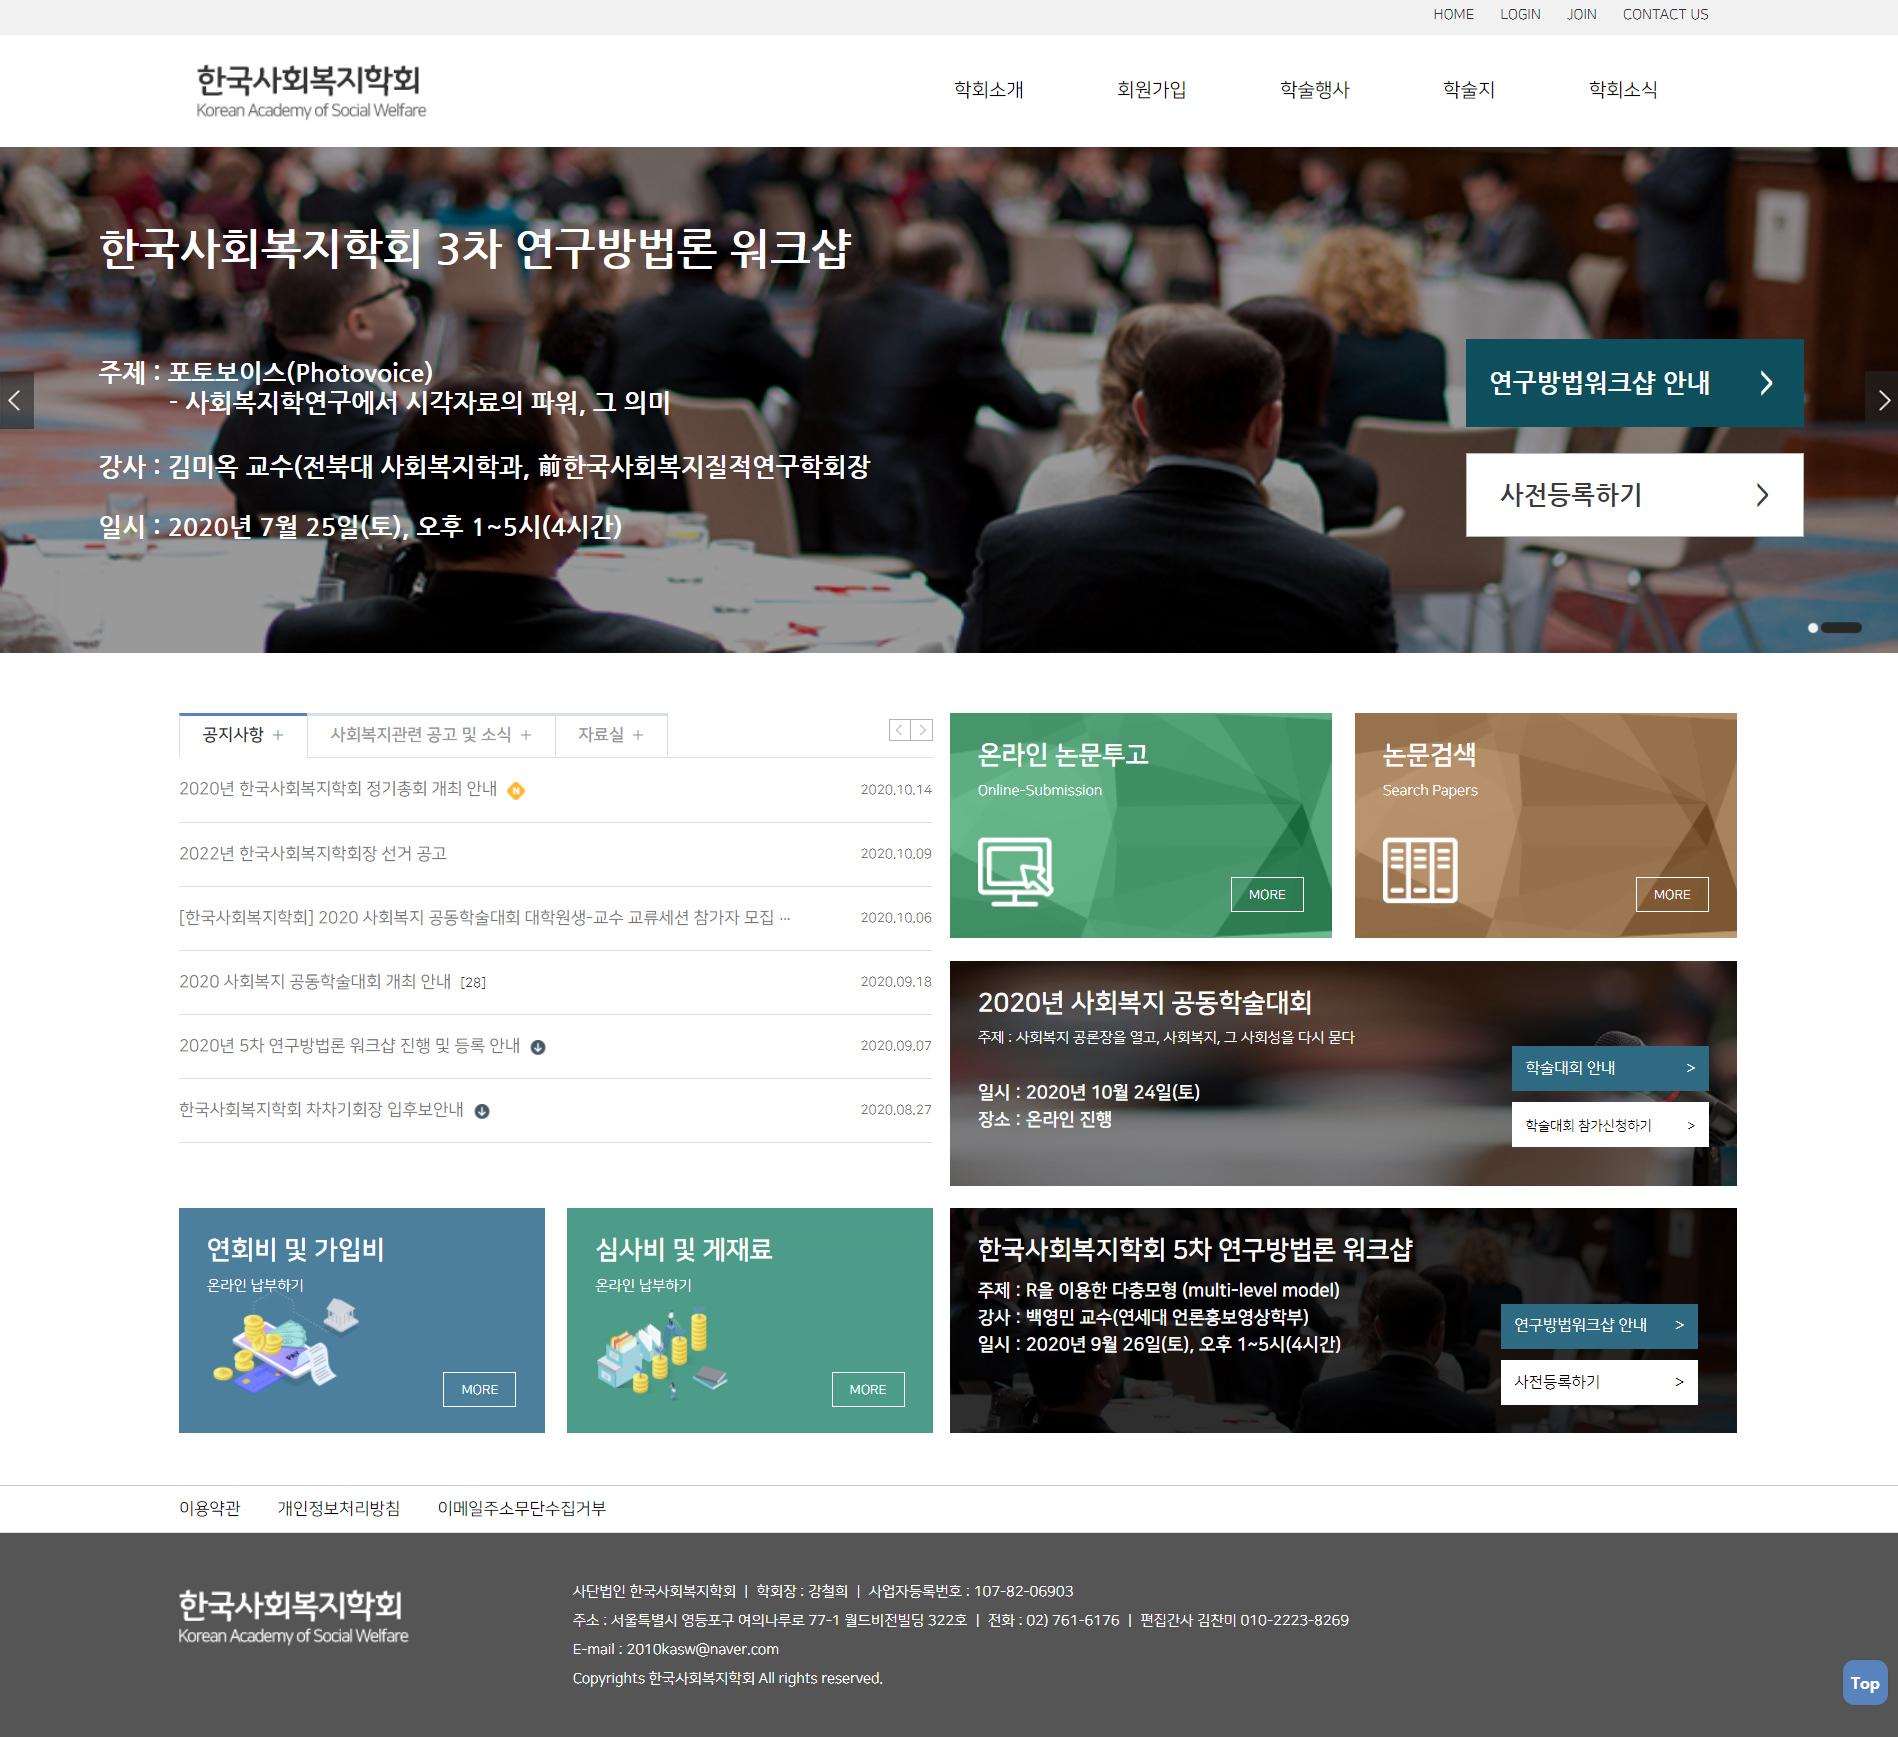 HOME LOGIN JOIN CONTACT US
한국사회복지학회
Korean Academy of Social Welfare
학회소개 회원가입 학술행사 학술지 학회소식
한국사회복지학회 3차 연구방법론 워크샵
주제 : 포토보이스(Photovoice)
- 사회복지학연구에서 시각자료의 파워, 그 의미
강사 : 김미옥 교수(전북대 사회복지학과, 前한국사회복지질적연구학회장
일시 : 2020년 7월 25일(토), 오후 1~5시(4시간)
연구방법워크샵 안내 >
사전등록하기 >
공지사항 + 사회복지관련 공고 및 소식 + 자료실 +
2020년 한국사회복지학회 정기총회 개최 안내 N 2020.10.14
2022년 한국사회복지학회장 선거 공고 2020.10.09
[한국사회복지학회] 2020 사회복지 공동학술대회 대학원생-교수 교류세션 참가자 모집 ··· 2020.10.06
2020 사회복지 공동학술대회 개최 안내 [28] 2020.09.18
2020년 5차 연구방법론 워크샵 진행 및 등록 안내 2020.09.07
한국사회복지학회 차차기회장 입후보안내 2020.08.27
온라인 논문투고
Online-Submission
MORE
논문검색
Search Papers
MORE
2020년 사회복지 공동학술대회
주제 : 사회복지 공론장을 열고, 사회복지, 그 사회성을 다시 묻다
일시 : 2020년 10월 24일(토)
장소 : 온라인 진행
학술대회 안내 >
학술대회 참가신청하기 >
연회비 및 가입비
온라인 납부하기
PAY
MORE
심사비 및 게재료
온라인 납부하기
MORE
한국사회복지학회 5차 연구방법론 워크샵
주제 : R을 이용한 다층모형 (multi-level model)
강사 : 백영민 교수(연세대 언론홍보영상학부)
일시 : 2020년 9월 26일(토), 오후 1~5시(4시간)
연구방법워크샵 안내 >
사전등록하기 >
이용약관 개인정보처리방침 이메일주소무단수집거부
한국사회복지학회
Korean Academy of Social Welfare
사단법인 한국사회복지학회 | 학회장 : 강철희 | 사업자등록번호 : 107-82-06903
주소 : 서울특별시 영등포구 여의나루로 77-1 월드비전빌딩 322호 | 전화 : 02) 761-6176 | 편집간사 김찬미 010-2223-8269
E-mail : 2010kasw@naver.com
Copyrights 한국사회복지학회 All rights reserved.
Top